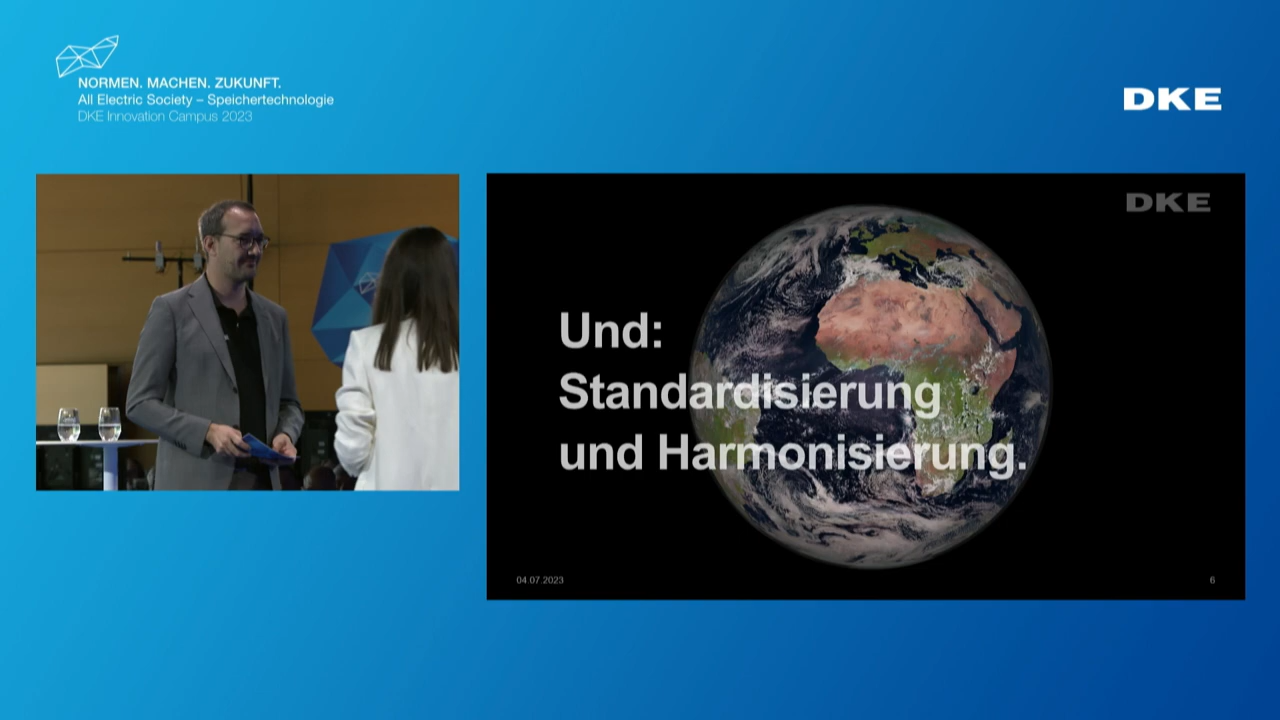 NORMEN. MACHEN. ZUKUNFT.
All Electric Society – Speichertechnologie
DKE Innovation Campus 2023
DKE
DKE
Und:
Standardisierung
und Harmonisierung.
04.07.2023
6